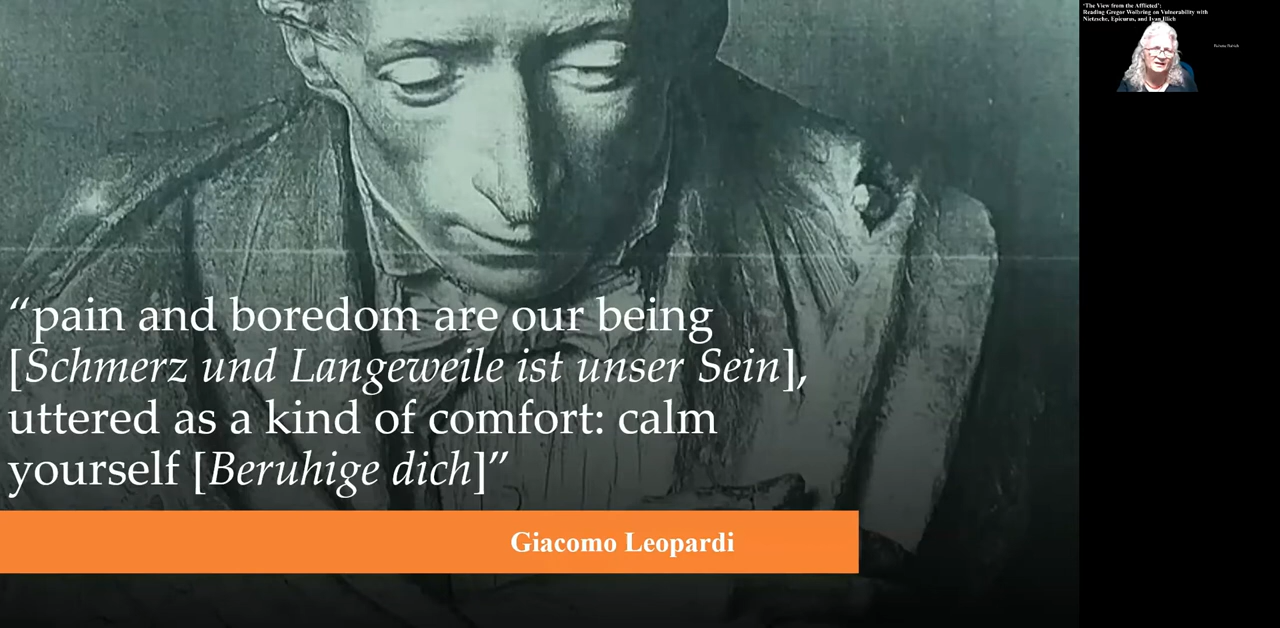 “pain and boredom are our being
[Schmerz und Langeweile ist unser Sein],
uttered as a kind of comfort: calm
yourself [Beruhige dich]”
Giacomo Leopardi
'The View from the Afflicted':
Reading Gregor Wolbring on Vulnerability with
Nietzsche, Epicurus, and Ivan Illich